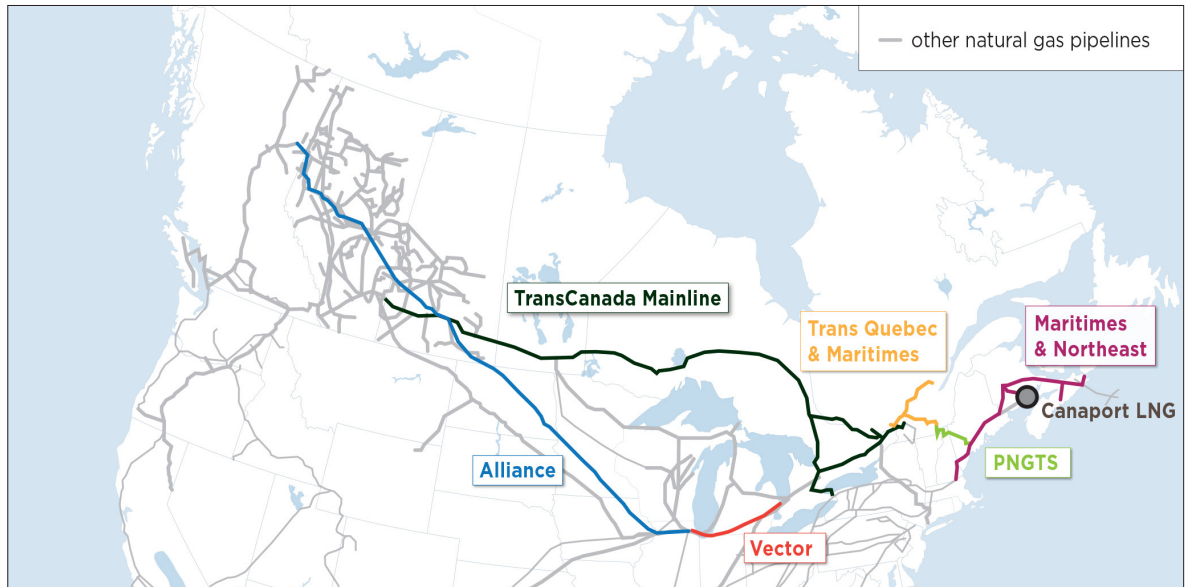 other natural gas pipelines
TransCanada Mainline
Trans Quebec
& Maritimes
Maritimes
& Northeast
Canaport LNG
PNGTS
Alliance
Vector